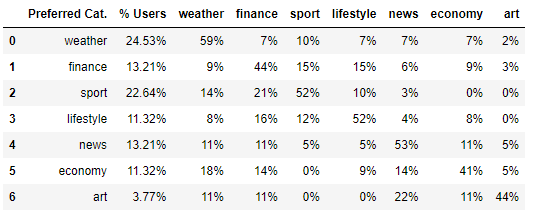 Preferred Cat. % Users weather finance sport lifestyle news economy art
0 weather 24.53% 59% 7% 10% 7% 7% 7% 2%
1 finance 13.21% 9% 44% 15% 15% 6% 9% 3%
2 sport 22.64% 14% 21% 52% 10% 3% 0% 0%
3 lifestyle 11.32% 8% 16% 12% 52% 4% 8% 0%
4 news 13.21% 11% 11% 5% 5% 53% 11% 5%
5 economy 11.32% 18% 14% 0% 9% 14% 41% 5%
6 art 3.77% 11% 11% 0% 0% 22% 11% 44%